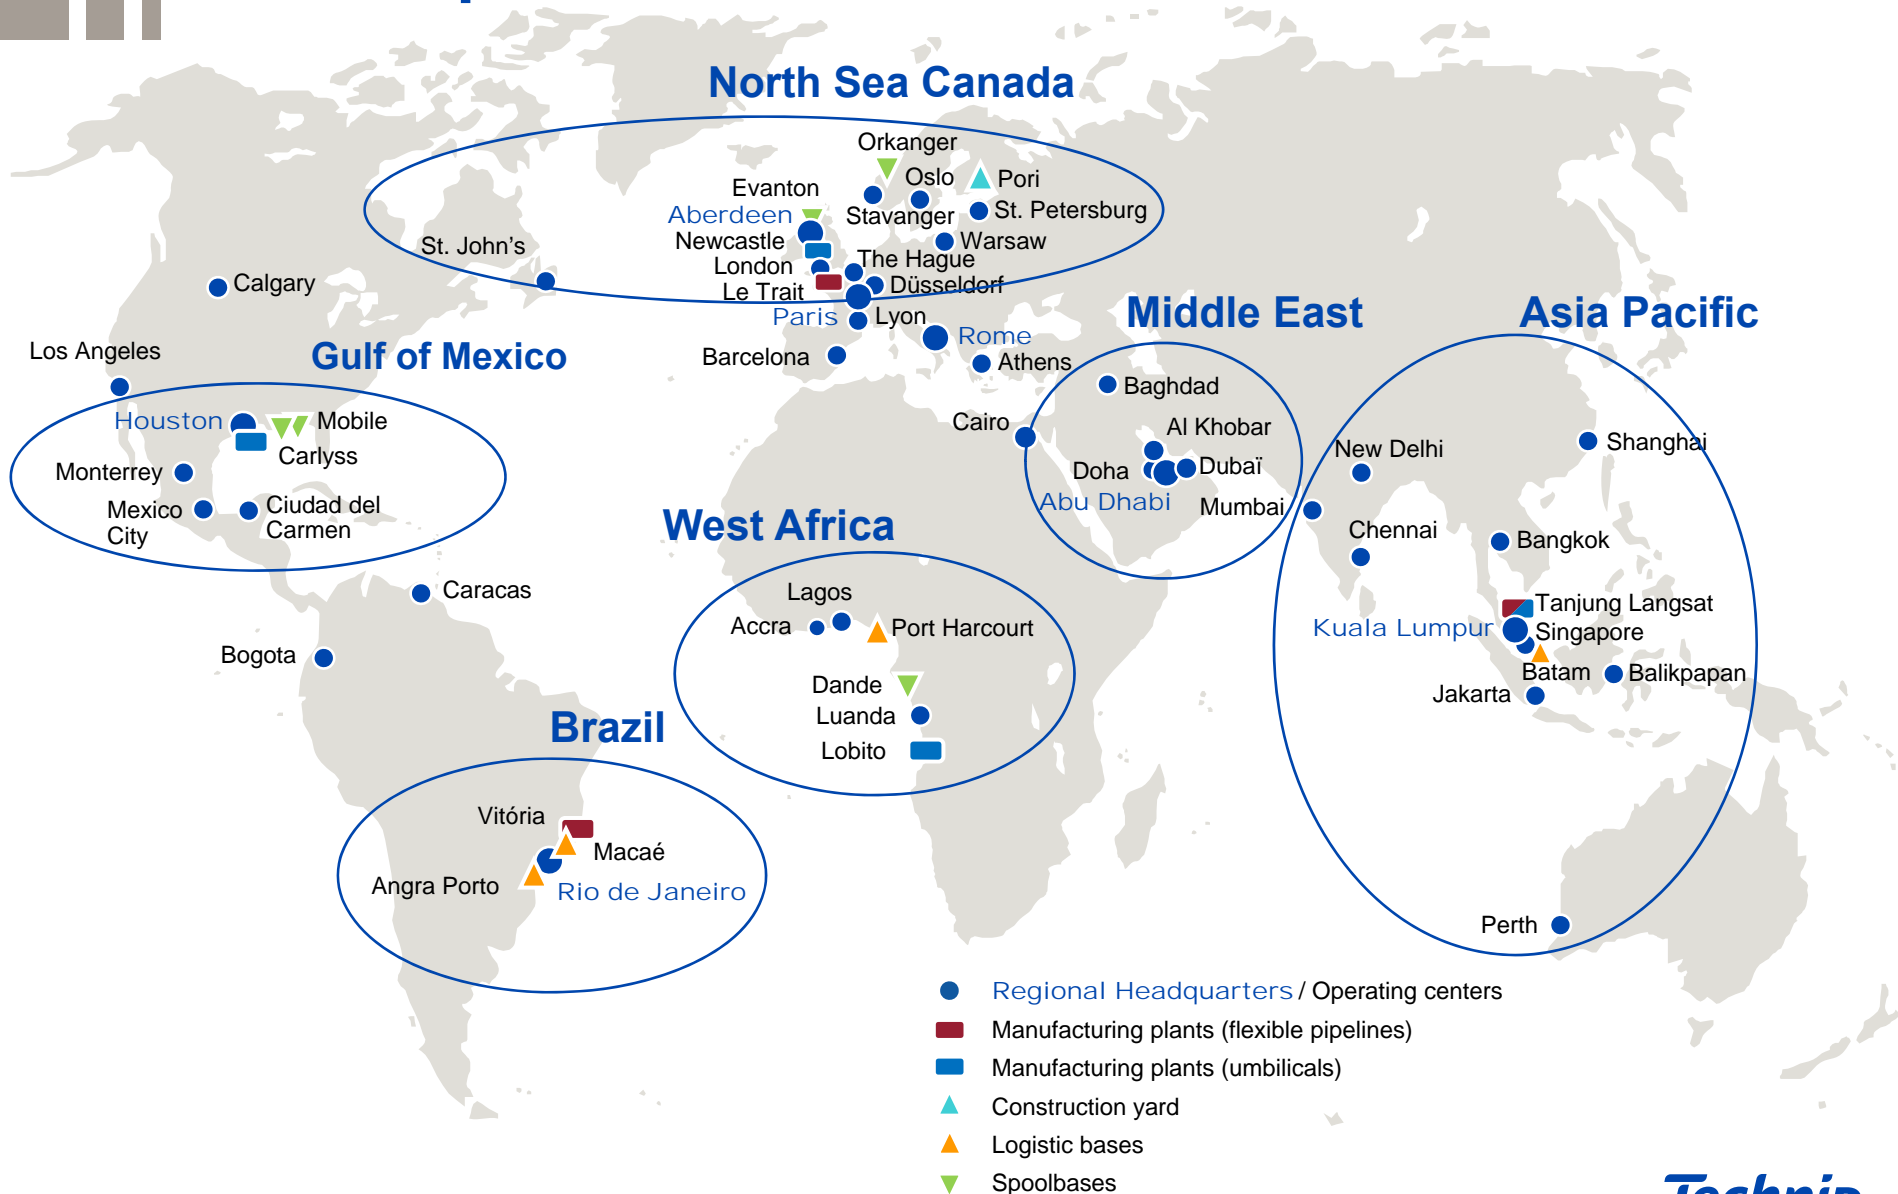 North Sea Canada
Orkanger
Evanton
Oslo
Pori
Aberdeen
Stavanger
St. Petersburg
Newcastle
Warsaw
St. John's
London
The Hague
Calgary
Le Trait
Düsseldorf
Paris
Lyon
Middle East
Asia Pacific
Los Angeles
Gulf of Mexico
Rome
Barcelona
Athens
Baghdad
Houston
Mobile
Cairo
Al Khobar
New Delhi
Shanghai
Carlyss
Monterrey
Doha
Dubaï
Abu Dhabi
Mumbai
Mexico
City
Ciudad del
Carmen
West Africa
Chennai
Bangkok
Caracas
Lagos
Accra
Port Harcourt
Tanjung Langsat
Kuala Lumpur
Singapore
Bogota
Batam
Balikpapan
Dande
Jakarta
Luanda
Brazil
Lobito
Vitória
Macaé
Angra Porto
Rio de Janeiro
Perth
Regional Headquarters / Operating centers
Manufacturing plants (flexible pipelines)
Manufacturing plants (umbilicals)
Construction yard
Logistic bases
Spoolbases
Technip